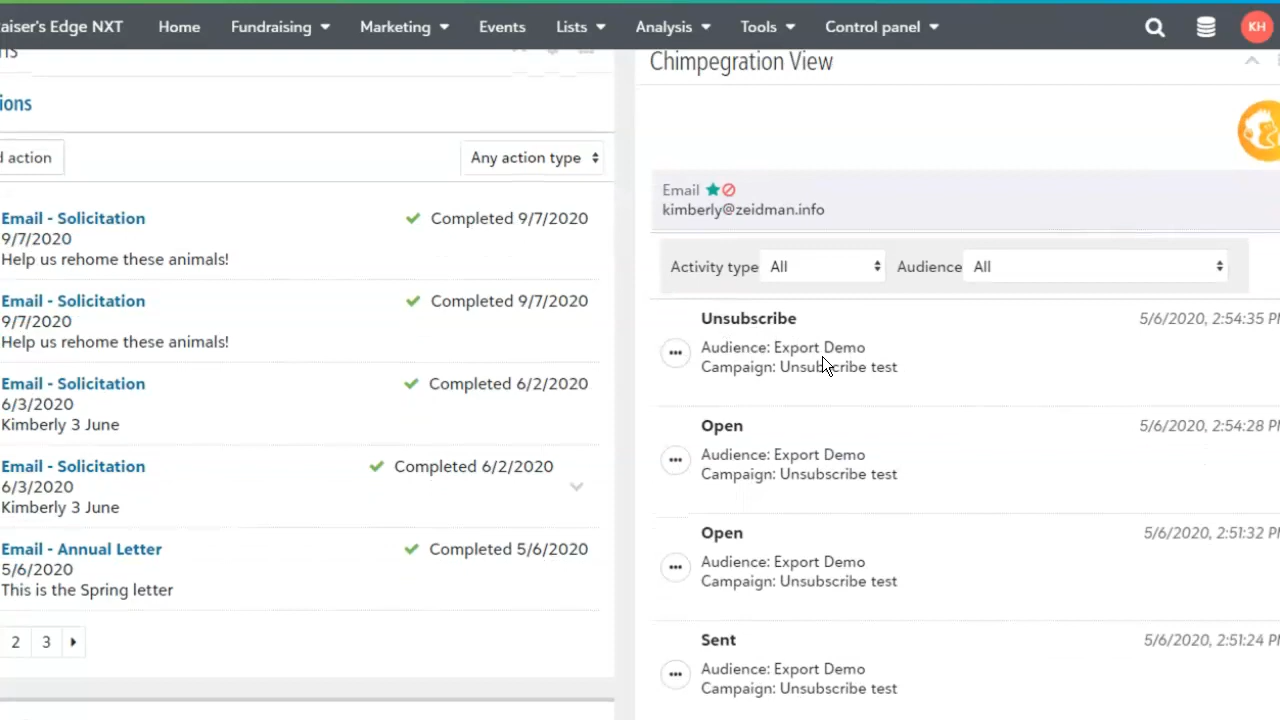 aiser's Edge NXT
Home
Fundraising
Marketing
Events
Lists
Analysis
Tools
Control panel
KH
ns
ions
d action
Any action type
Email - Solicitation
Completed 9/7/2020
9/7/2020
Help us rehome these animals!
Email - Solicitation
Completed 9/7/2020
9/7/2020
Help us rehome these animals!
Email - Solicitation
Completed 6/2/2020
6/3/2020
Kimberly 3 June
Email - Solicitation
Completed 6/2/2020
6/3/2020
Kimberly 3 June
Email - Annual Letter
Completed 5/6/2020
5/6/2020
This is the Spring letter
2
3
Chimpegration View
Email
kimberly@zeidman.info
Activity type
All
Audience
All
Unsubscribe
5/6/2020, 2:54:35 PM
Audience: Export Demo
Campaign: Unsubscribe test
Open
5/6/2020, 2:54:28 PM
Audience: Export Demo
Campaign: Unsubscribe test
Open
5/6/2020, 2:51:32 PM
Audience: Export Demo
Campaign: Unsubscribe test
Sent
5/6/2020, 2:51:24 PM
Audience: Export Demo
Campaign: Unsubscribe test